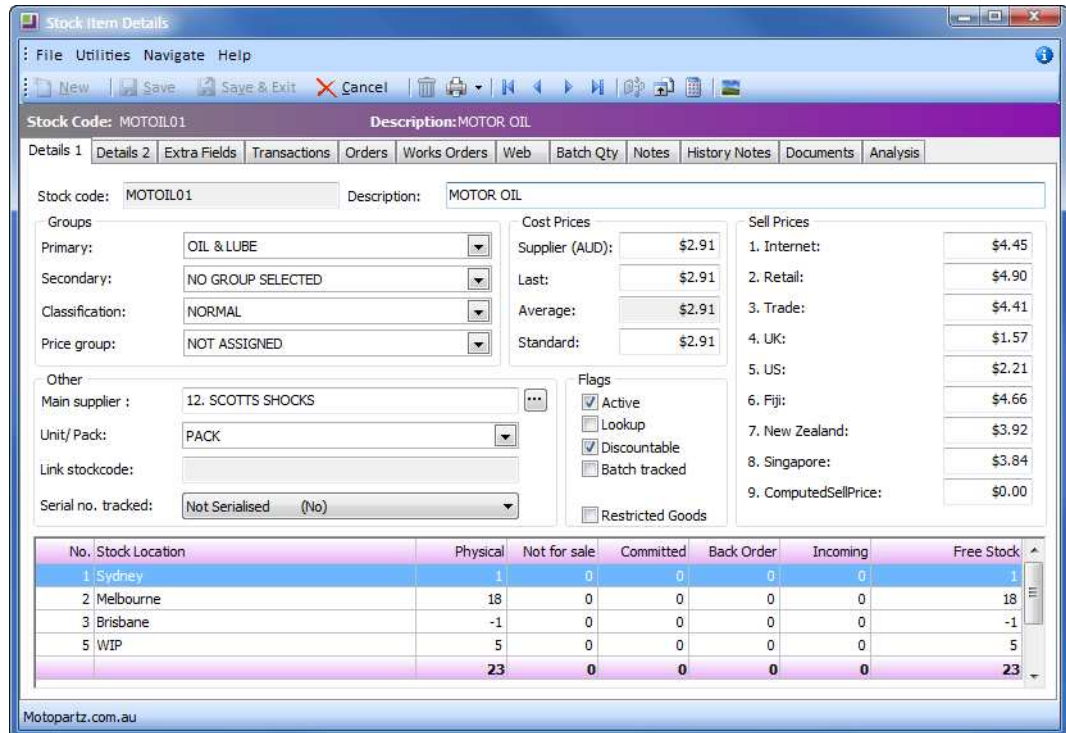 Stock Item Details
File Utilities Navigate Help
New Save Save & Exit Cancel
Stock Code: MOTOIL01 Description:MOTOR OIL
Details 1 Details 2 Extra Fields Transactions Orders Works Orders Web Batch Qty Notes History Notes Documents Analysis
Stock code: MOTOIL01 Description: MOTOR OIL
Groups Cost Prices Sell Prices
Primary: OIL & LUBE Supplier (AUD): $2.91 1. Internet: $4.45
Secondary: NO GROUP SELECTED Last: $2.91 2. Retail: $4.90
Classification: NORMAL Average: $2.91 3. Trade: $4.41
Price group: NOT ASSIGNED Standard: $2.91 4. UK: $1.57
5. US: $2.21
Other Flags
Main supplier : 12. SCOTTS SHOCKS ... Active 6. Fiji: $4.66
Lookup
Unit/ Pack: PACK Discountable 7. New Zealand: $3.92
Link stockcode: Batch tracked 8. Singapore: $3.84
9. ComputedSellPrice: $0.00
Serial no. tracked: Not Serialised (No) Restricted Goods
No. Stock Location Physical Not for sale Committed Back Order Incoming Free Stock
1 Sydney 1 0 0 0 0 1
2 Melbourne 18 0 0 0 0 18
3 Brisbane -1 0 0 0 0 -1
5 WIP 5 0 0 0 0 5
23 0 0 0 0 23
Motopartz.com.au